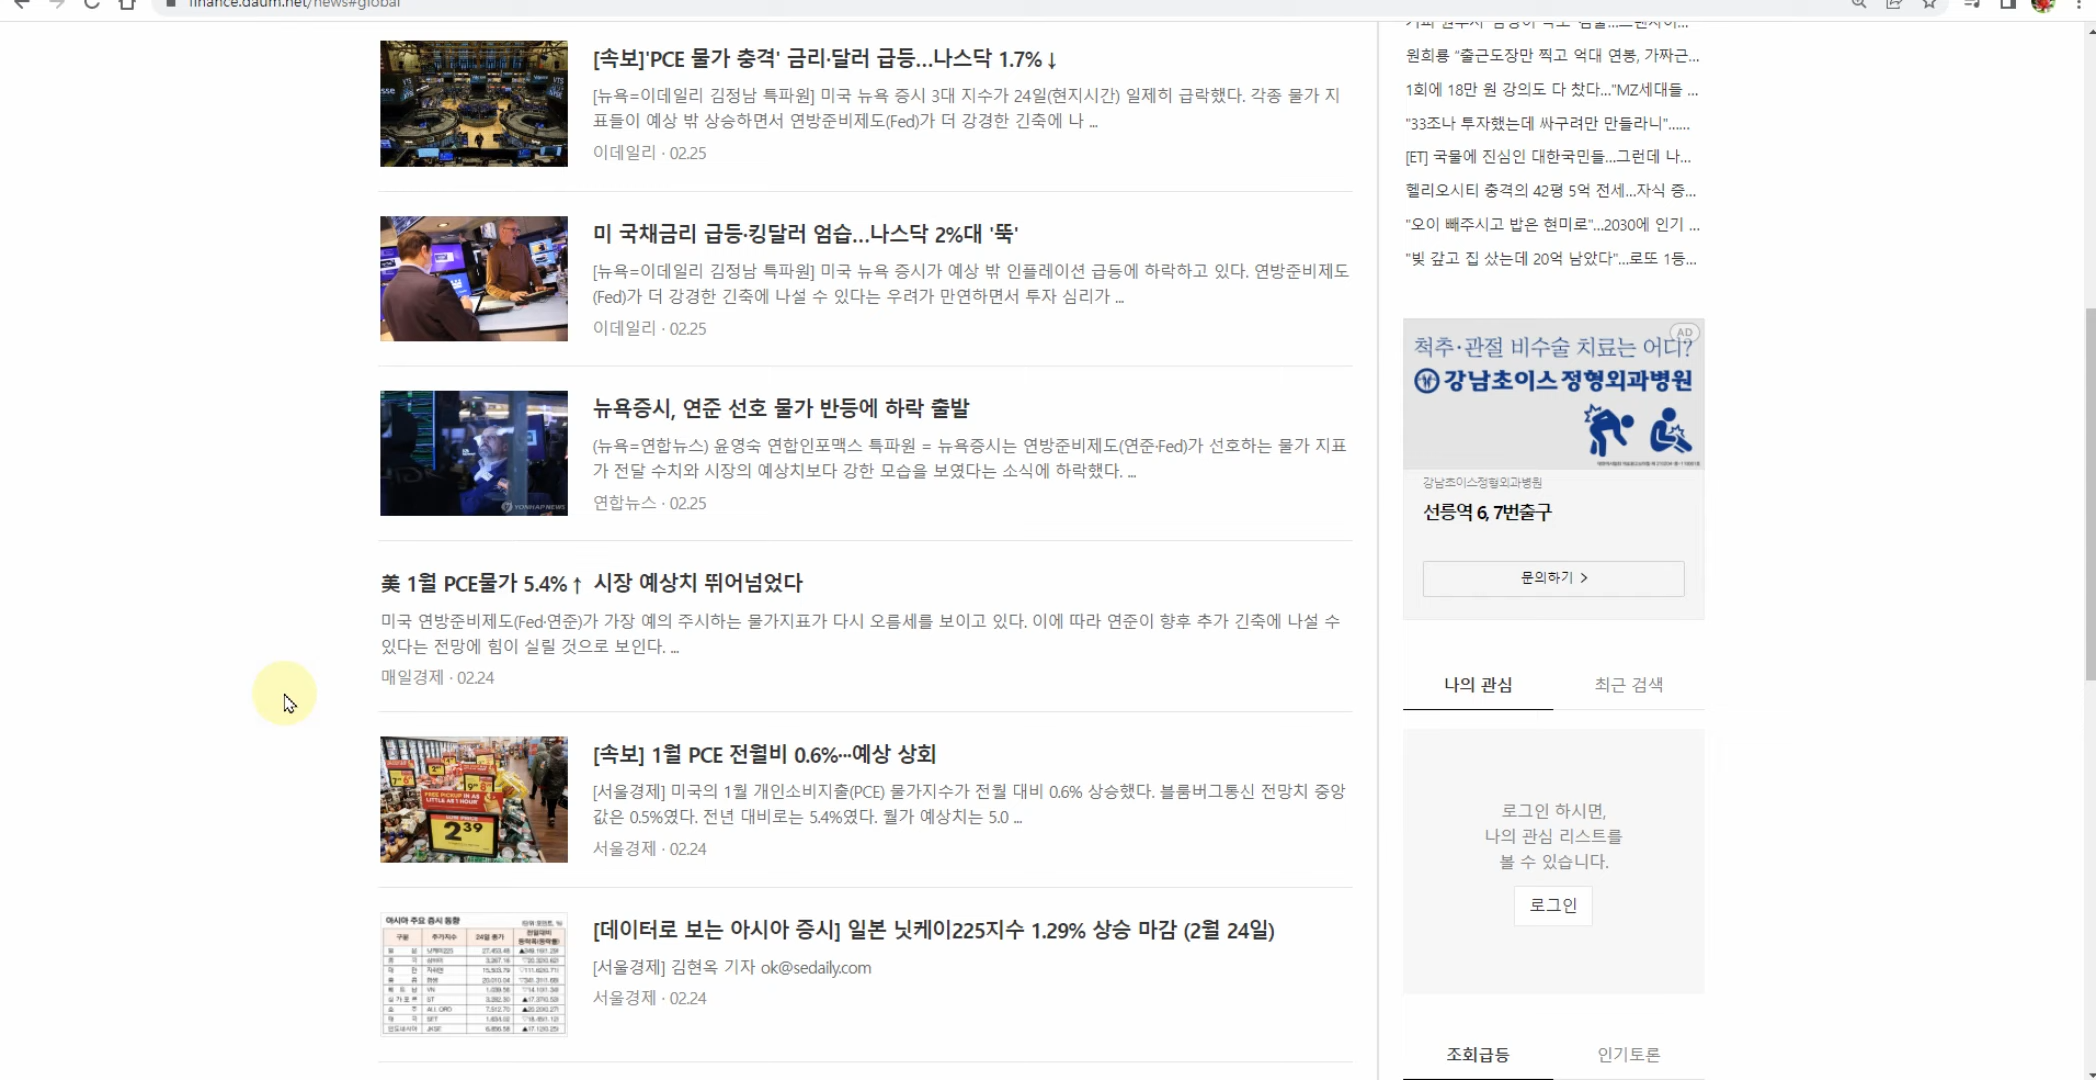 finance.daum.net/news#global
[속보]'PCE 물가 충격' 금리·달러 급등…나스닥 1.7%↓
[뉴욕=이데일리 김정남 특파원] 미국 뉴욕 증시 3대 지수가 24일(현지시간) 일제히 급락했다. 각종 물가 지
표들이 예상 밖 상승하면서 연방준비제도(Fed)가 더 강경한 긴축에 나 ...
이데일리 · 02.25
미 국채금리 급등·킹달러 엄습…나스닥 2%대 '뚝'
[뉴욕=이데일리 김정남 특파원] 미국 뉴욕 증시가 예상 밖 인플레이션 급등에 하락하고 있다. 연방준비제도
(Fed)가 더 강경한 긴축에 나설 수 있다는 우려가 만연하면서 투자 심리가 ...
이데일리 · 02.25
뉴욕증시, 연준 선호 물가 반등에 하락 출발
(뉴욕=연합뉴스) 윤영숙 연합인포맥스 특파원 = 뉴욕증시는 연방준비제도(연준·Fed)가 선호하는 물가 지표
가 전달 수치와 시장의 예상치보다 강한 모습을 보였다는 소식에 하락했다. ...
연합뉴스 · 02.25
YONHAP NEWS
美 1월 PCE물가 5.4%↑ 시장 예상치 뛰어넘었다
미국 연방준비제도(Fed·연준)가 가장 예의 주시하는 물가지표가 다시 오름세를 보이고 있다. 이에 따라 연준이 향후 추가 긴축에 나설 수
있다는 전망에 힘이 실릴 것으로 보인다. ...
매일경제 · 02.24
[속보] 1월 PCE 전월비 0.6%···예상 상회
[서울경제] 미국의 1월 개인소비지출(PCE) 물가지수가 전월 대비 0.6% 상승했다. 블룸버그통신 전망치 중앙
값은 0.5%였다. 전년 대비로는 5.4%였다. 월가 예상치는 5.0 ...
서울경제 · 02.24
FREE PICKUP IN AS
LITTLE AS 1 HOUR
2.39
[데이터로 보는 아시아 증시] 일본 닛케이225지수 1.29% 상승 마감 (2월 24일)
[서울경제] 김현옥 기자 ok@sedaily.com
서울경제 · 02.24
아시아 주요 증시 동향
원희룡 "출근도장만 찍고 억대 연봉, 가짜근...
1회에 18만 원 강의도 다 찼다…"MZ세대들 ...
"33조나 투자했는데 싸구려만 만들라니"......
[ET] 국물에 진심인 대한국민들…그런데 나...
헬리오시티 충격의 42평 5억 전세…자식 증...
"오이 빼주시고 밥은 현미로"…2030에 인기 ...
"빚 갚고 집 샀는데 20억 남았다"…로또 1등...
AD
척추·관절 비수술 치료는 어디?
강남초이스정형외과병원
강남초이스정형외과병원
선릉역 6, 7번출구
문의하기 >
나의 관심
최근 검색
로그인 하시면,
나의 관심 리스트를
볼 수 있습니다.
로그인
조회급등
인기토론